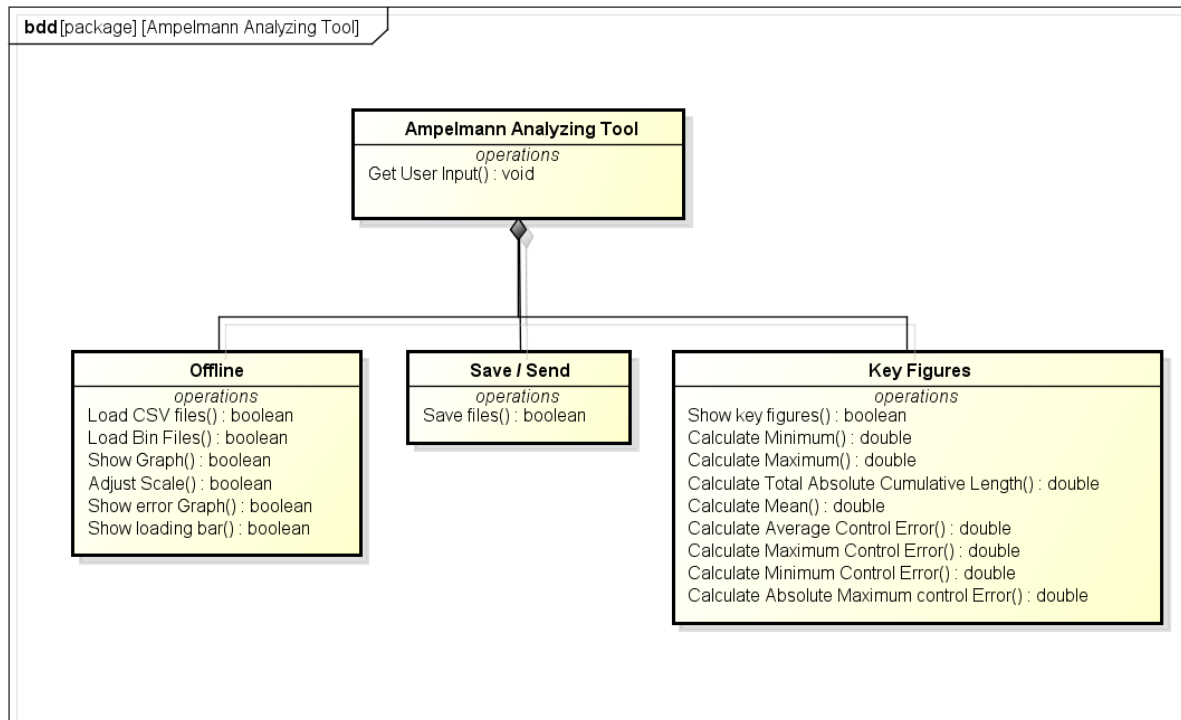 bdd [package] [Ampelmann Analyzing Tool]
Ampelmann Analyzing Tool
operations
Get User Input() : void
Offline
operations
Load CSV files() : boolean
Load Bin Files() : boolean
Show Graph() : boolean
Adjust Scale() : boolean
Show error Graph() : boolean
Show loading bar() : boolean
Save / Send
operations
Save files() : boolean
Key Figures
operations
Show key figures() : boolean
Calculate Minimum() : double
Calculate Maximum() : double
Calculate Total Absolute Cumulative Length() : double
Calculate Mean() : double
Calculate Average Control Error() : double
Calculate Maximum Control Error() : double
Calculate Minimum Control Error() : double
Calculate Absolute Maximum control Error() : double